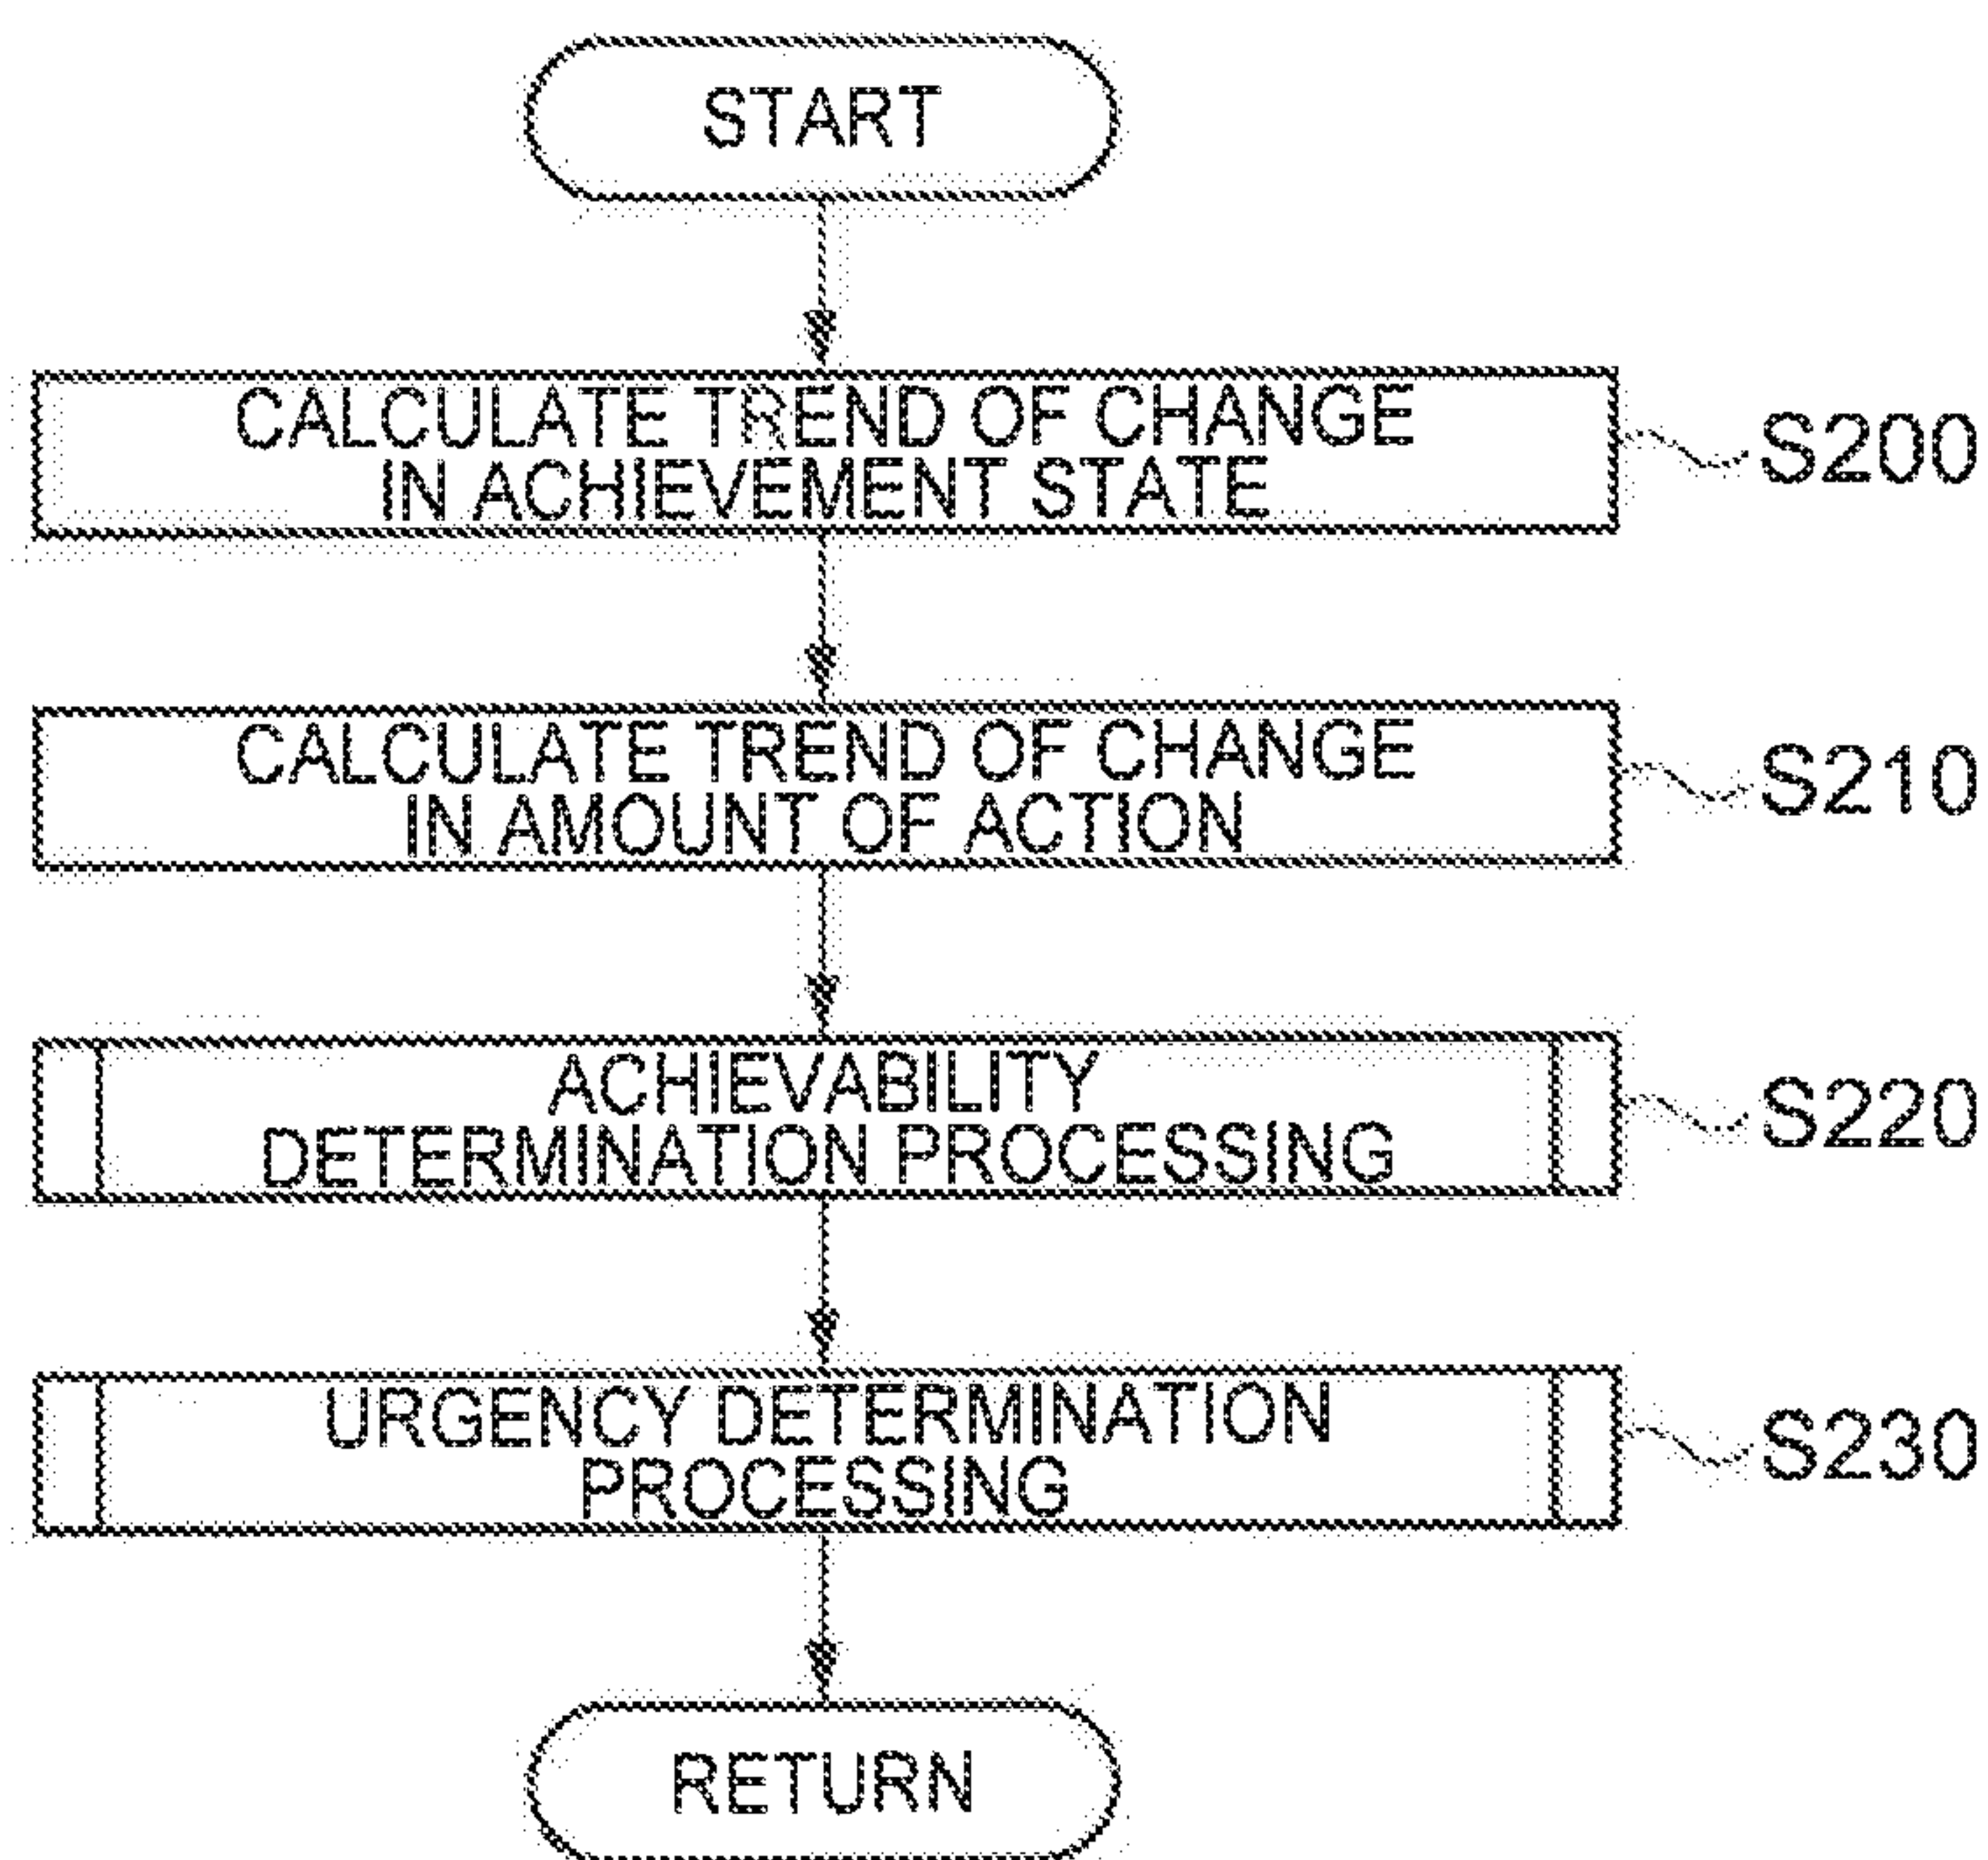 START
CALCULATE TREND OF CHANGE
IN ACHIEVEMENT STATE
S200
CALCULATE TREND OF CHANGE
IN AMOUNT OF ACTION
S210
ACHIEVABILITY
DETERMINATION PROCESSING
S220
URGENCY DETERMINATION
PROCESSING
S230
RETURN